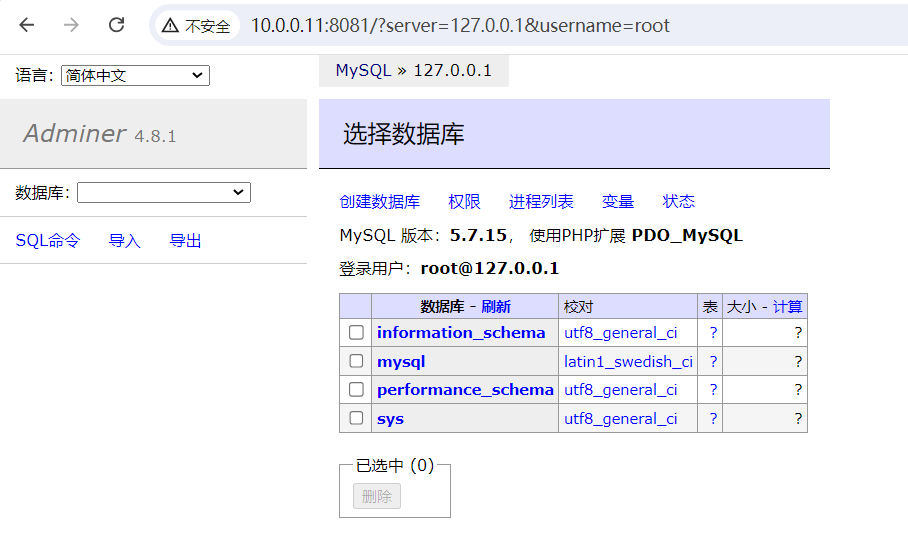 不安全 10.0.0.11:8081/?server=127.0.0.1&username=root
语言: 简体中文
MySQL » 127.0.0.1
Adminer 4.8.1
选择数据库
数据库:
SQL命令 导入 导出
创建数据库 权限 进程列表 变量 状态
MySQL 版本：5.7.15， 使用PHP扩展 PDO_MySQL
登录用户：root@127.0.0.1
数据库 - 刷新 校对 表 大小 - 计算
information_schema utf8_general_ci ? ?
mysql latin1_swedish_ci ? ?
performance_schema utf8_general_ci ? ?
sys utf8_general_ci ? ?
已选中 (0)
删除